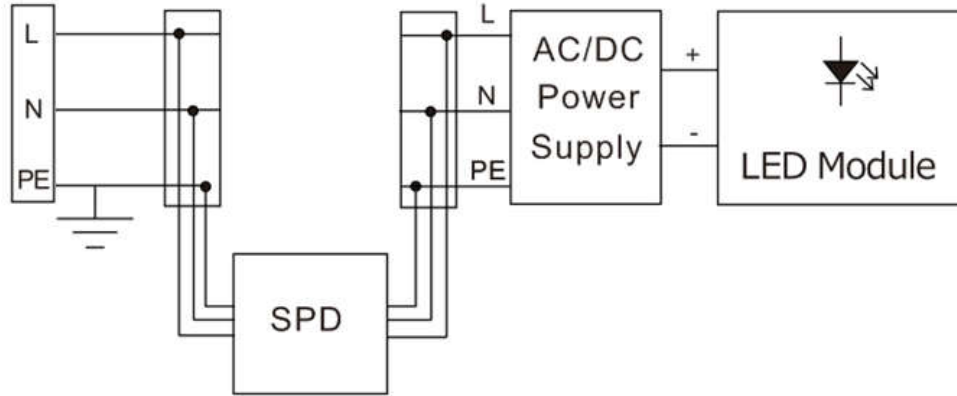 L
N
PE
L
N
PE
AC/DC
Power
Supply
+
-
LED Module
SPD